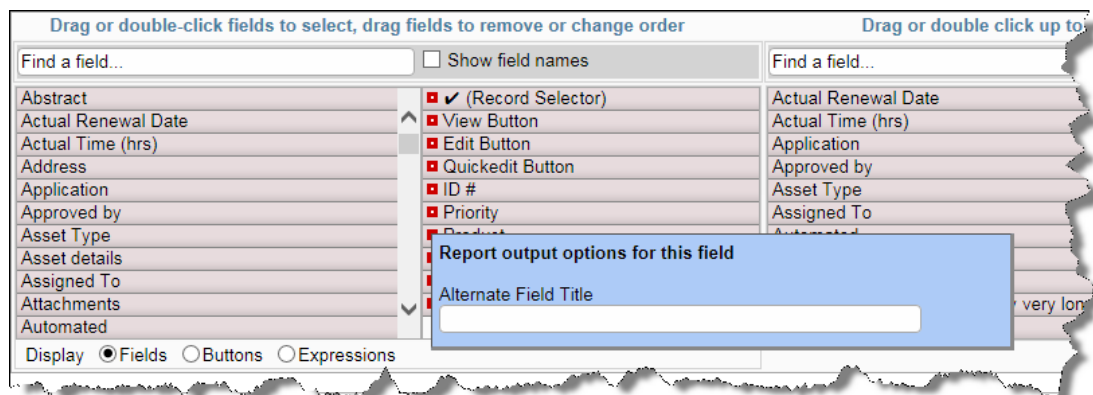 Drag or double-click fields to select, drag fields to remove or change order
Drag or double click up to
Find a field...
Show field names
Find a field...
Abstract
Actual Renewal Date
Actual Time (hrs)
Address
Application
Approved by
Asset Type
Asset details
Assigned To
Attachments
Automated
✔ (Record Selector)
View Button
Edit Button
Quickedit Button
ID #
Priority
Product
Actual Renewal Date
Actual Time (hrs)
Application
Approved by
Asset Type
Assigned To
Automated
very long
Report output options for this field
Alternate Field Title
Display Fields Buttons Expressions